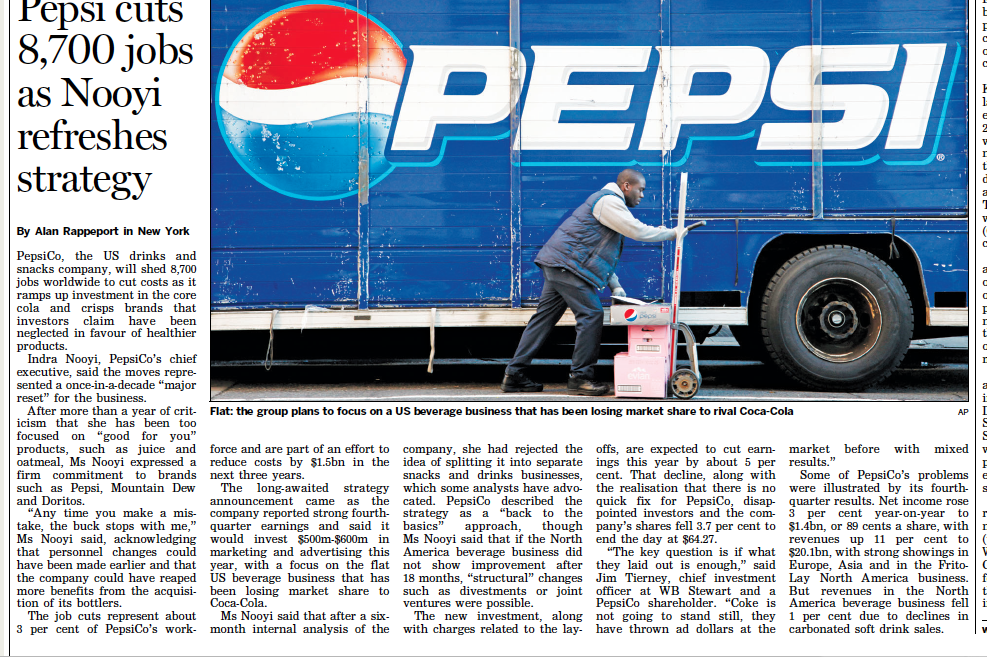 Pepsi cuts
8,700 jobs
as Nooyi
refreshes
strategy
By Alan Rappeport in New York
PepsiCo, the US drinks and
snacks company, will shed 8,700
jobs worldwide to cut costs as it
ramps up investment in the core
cola and crisps brands that
investors claim have been
neglected in favour of healthier
products.
Indra Nooyi, PepsiCo's chief
executive, said the moves repre-
sented a once-in-a-decade “major
reset” for the business.
After more than a year of crit-
icism that she has been too
focused on “good for you”
products, such as juice and
oatmeal, Ms Nooyi expressed a
firm commitment to brands
such as Pepsi, Mountain Dew
and Doritos.
“Any time you make a mis-
take, the buck stops with me,”
Ms Nooyi said, acknowledging
that personnel changes could
have been made earlier and that
the company could have reaped
more benefits from the acquisi-
tion of its bottlers.
The job cuts represent about
3 per cent of PepsiCo's work-
PEPSI
®
pepsi
Flat: the group plans to focus on a US beverage business that has been losing market share to rival Coca-Cola
AP
force and are part of an effort to
reduce costs by $1.5bn in the
next three years.
The long-awaited strategy
announcement came as the
company reported strong fourth-
quarter earnings and said it
would invest $500m-$600m in
marketing and advertising this
year, with a focus on the flat
US beverage business that has
been losing market share to
Coca-Cola.
Ms Nooyi said that after a six-
month internal analysis of the
company, she had rejected the
idea of splitting it into separate
snacks and drinks businesses,
which some analysts have advo-
cated. PepsiCo described the
strategy as a “back to the
basics” approach, though
Ms Nooyi said that if the North
America beverage business did
not show improvement after
18 months, “structural” changes
such as divestments or joint
ventures were possible.
The new investment, along
with charges related to the lay-
offs, are expected to cut earn-
ings this year by about 5 per
cent. That decline, along with
the realisation that there is no
quick fix for PepsiCo, disap-
pointed investors and the com-
pany's shares fell 3.7 per cent to
end the day at $64.27.
“The key question is if what
they laid out is enough,” said
Jim Tierney, chief investment
officer at WB Stewart and a
PepsiCo shareholder. “Coke is
not going to stand still, they
have thrown ad dollars at the
market before with mixed
results.”
Some of PepsiCo's problems
were illustrated by its fourth-
quarter results. Net income rose
3 per cent year-on-year to
$1.4bn, or 89 cents a share, with
revenues up 11 per cent to
$20.1bn, with strong showings in
Europe, Asia and in the Frito-
Lay North America business.
But revenues in the North
America beverage business fell
1 per cent due to declines in
carbonated soft drink sales.